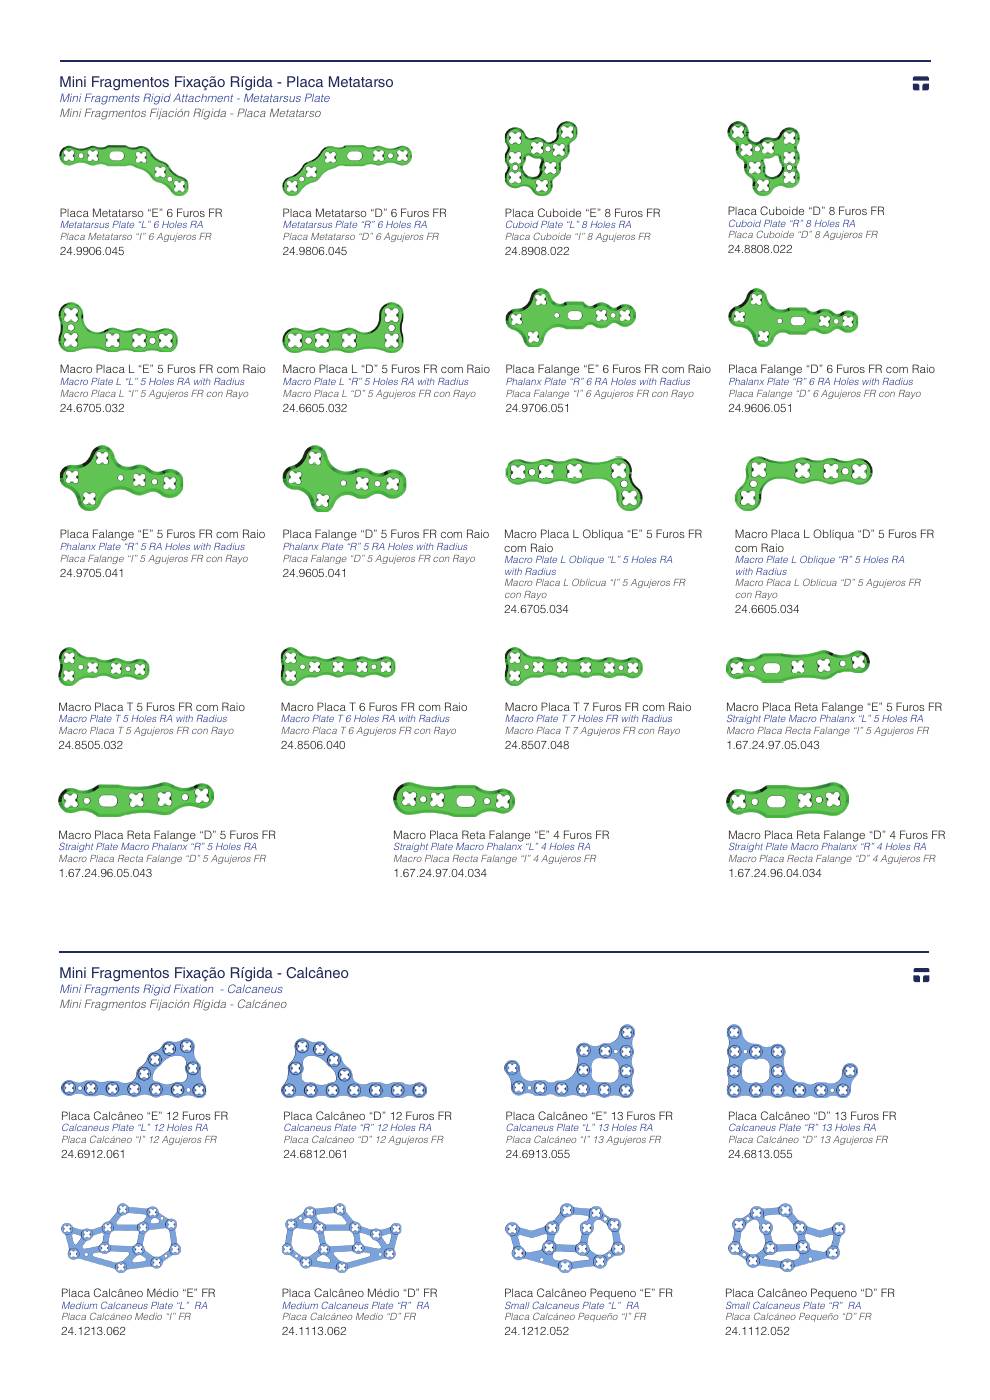 Mini Fragmentos Fixação Rígida - Placa Metatarso
Mini Fragments Rigid Attachment - Metatarsus Plate
Mini Fragmentos Fijación Rígida - Placa Metatarso
Placa Metatarso “E” 6 Furos FR
Metatarsus Plate “L” 6 Holes RA
Placa Metatarso “I” 6 Agujeros FR
24.9906.045
Placa Metatarso “D” 6 Furos FR
Metatarsus Plate “R” 6 Holes RA
Placa Metatarso “D” 6 Agujeros FR
24.9806.045
Placa Cuboide “E” 8 Furos FR
Cuboid Plate “L” 8 Holes RA
Placa Cuboide “I” 8 Agujeros FR
24.8908.022
Placa Cuboide “D” 8 Furos FR
Cuboid Plate “R” 8 Holes RA
Placa Cuboide “D” 8 Agujeros FR
24.8808.022
Macro Placa L “E” 5 Furos FR com Raio
Macro Plate L “L” 5 Holes RA with Radius
Macro Placa L “I” 5 Agujeros FR con Rayo
24.6705.032
Macro Placa L “D” 5 Furos FR com Raio
Macro Plate L “R” 5 Holes RA with Radius
Macro Placa L “D” 5 Agujeros FR con Rayo
24.6605.032
Placa Falange “E” 6 Furos FR com Raio
Phalanx Plate “R” 6 RA Holes with Radius
Placa Falange “I” 6 Agujeros FR con Rayo
24.9706.051
Placa Falange “D” 6 Furos FR com Raio
Phalanx Plate “R” 6 RA Holes with Radius
Placa Falange “D” 6 Agujeros FR con Rayo
24.9606.051
Placa Falange “E” 5 Furos FR com Raio
Phalanx Plate “R” 5 RA Holes with Radius
Placa Falange “I” 5 Agujeros FR con Rayo
24.9705.041
Placa Falange “D” 5 Furos FR com Raio
Phalanx Plate “R” 5 RA Holes with Radius
Placa Falange “D” 5 Agujeros FR con Rayo
24.9605.041
Macro Placa L Oblíqua “E” 5 Furos FR
com Raio
Macro Plate L Oblique “L” 5 Holes RA
with Radius
Macro Placa L Oblicua “I” 5 Agujeros FR
con Rayo
24.6705.034
Macro Placa L Oblíqua “D” 5 Furos FR
com Raio
Macro Plate L Oblique “R” 5 Holes RA
with Radius
Macro Placa L Oblicua “D” 5 Agujeros FR
con Rayo
24.6605.034
Macro Placa T 5 Furos FR com Raio
Macro Plate T 5 Holes RA with Radius
Macro Placa T 5 Agujeros FR con Rayo
24.8505.032
Macro Placa T 6 Furos FR com Raio
Macro Plate T 6 Holes RA with Radius
Macro Placa T 6 Agujeros FR con Rayo
24.8506.040
Macro Placa T 7 Furos FR com Raio
Macro Plate T 7 Holes FR with Radius
Macro Placa T 7 Agujeros FR con Rayo
24.8507.048
Macro Placa Reta Falange “E” 5 Furos FR
Straight Plate Macro Phalanx “L” 5 Holes RA
Macro Placa Recta Falange “I” 5 Agujeros FR
1.67.24.97.05.043
Macro Placa Reta Falange “D” 5 Furos FR
Straight Plate Macro Phalanx “R” 5 Holes RA
Macro Placa Recta Falange “D” 5 Agujeros FR
1.67.24.96.05.043
Macro Placa Reta Falange “E” 4 Furos FR
Straight Plate Macro Phalanx “L” 4 Holes RA
Macro Placa Recta Falange “I” 4 Agujeros FR
1.67.24.97.04.034
Macro Placa Reta Falange “D” 4 Furos FR
Straight Plate Macro Phalanx “R” 4 Holes RA
Macro Placa Recta Falange “D” 4 Agujeros FR
1.67.24.96.04.034
Mini Fragmentos Fixação Rígida - Calcâneo
Mini Fragments Rigid Fixation - Calcaneus
Mini Fragmentos Fijación Rígida - Calcáneo
Placa Calcâneo “E” 12 Furos FR
Calcaneus Plate “L” 12 Holes RA
Placa Calcáneo “I” 12 Agujeros FR
24.6912.061
Placa Calcâneo “D” 12 Furos FR
Calcaneus Plate “R” 12 Holes RA
Placa Calcáneo “D” 12 Agujeros FR
24.6812.061
Placa Calcâneo “E” 13 Furos FR
Calcaneus Plate “L” 13 Holes RA
Placa Calcáneo “I” 13 Agujeros FR
24.6913.055
Placa Calcâneo “D” 13 Furos FR
Calcaneus Plate “R” 13 Holes RA
Placa Calcáneo “D” 13 Agujeros FR
24.6813.055
Placa Calcâneo Médio “E” FR
Medium Calcaneus Plate “L” RA
Placa Calcáneo Medio “I” FR
24.1213.062
Placa Calcâneo Médio “D” FR
Medium Calcaneus Plate “R” RA
Placa Calcáneo Medio “D” FR
24.1113.062
Placa Calcâneo Pequeno “E” FR
Small Calcaneus Plate “L” RA
Placa Calcáneo Pequeño “I” FR
24.1212.052
Placa Calcâneo Pequeno “D” FR
Small Calcaneus Plate “R” RA
Placa Calcáneo Pequeño “D” FR
24.1112.052